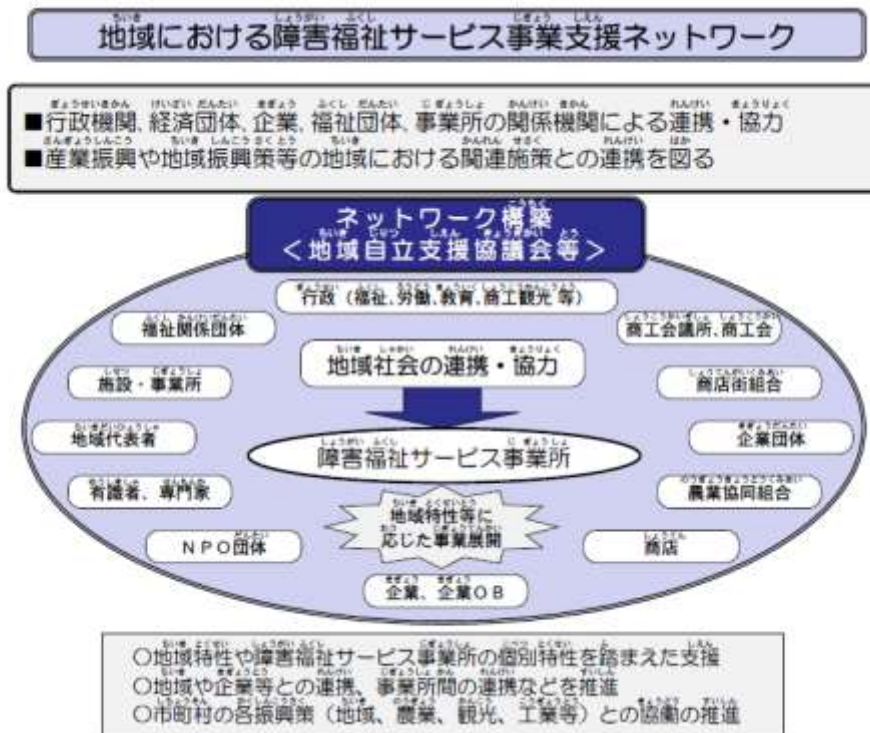 地域における障害福祉サービス事業支援ネットワーク
■行政機関、経済団体、企業、福祉団体、事業所の関係機関による連携・協力
■産業振興や地域振興策等の地域における関連施策との連携を図る
ネットワーク構築
＜地域自立支援協議会等＞
行政（福祉、労働、教育、商工観光 等）
福祉関係団体
商工会議所、商工会
地域社会の連携・協力
施設・事業所
商店街組合
地域代表者
企業団体
障害福祉サービス事業所
有識者、専門家
農業協同組合
地域特性等に
応じた事業展開
ＮＰＯ団体
商店
企業、企業ＯＢ
○地域特性や障害福祉サービス事業所の個別特性を踏まえた支援
○地域や企業等との連携、事業所間の連携などを推進
○市町村の各振興策（地域、農業、観光、工業等）との協働の推進